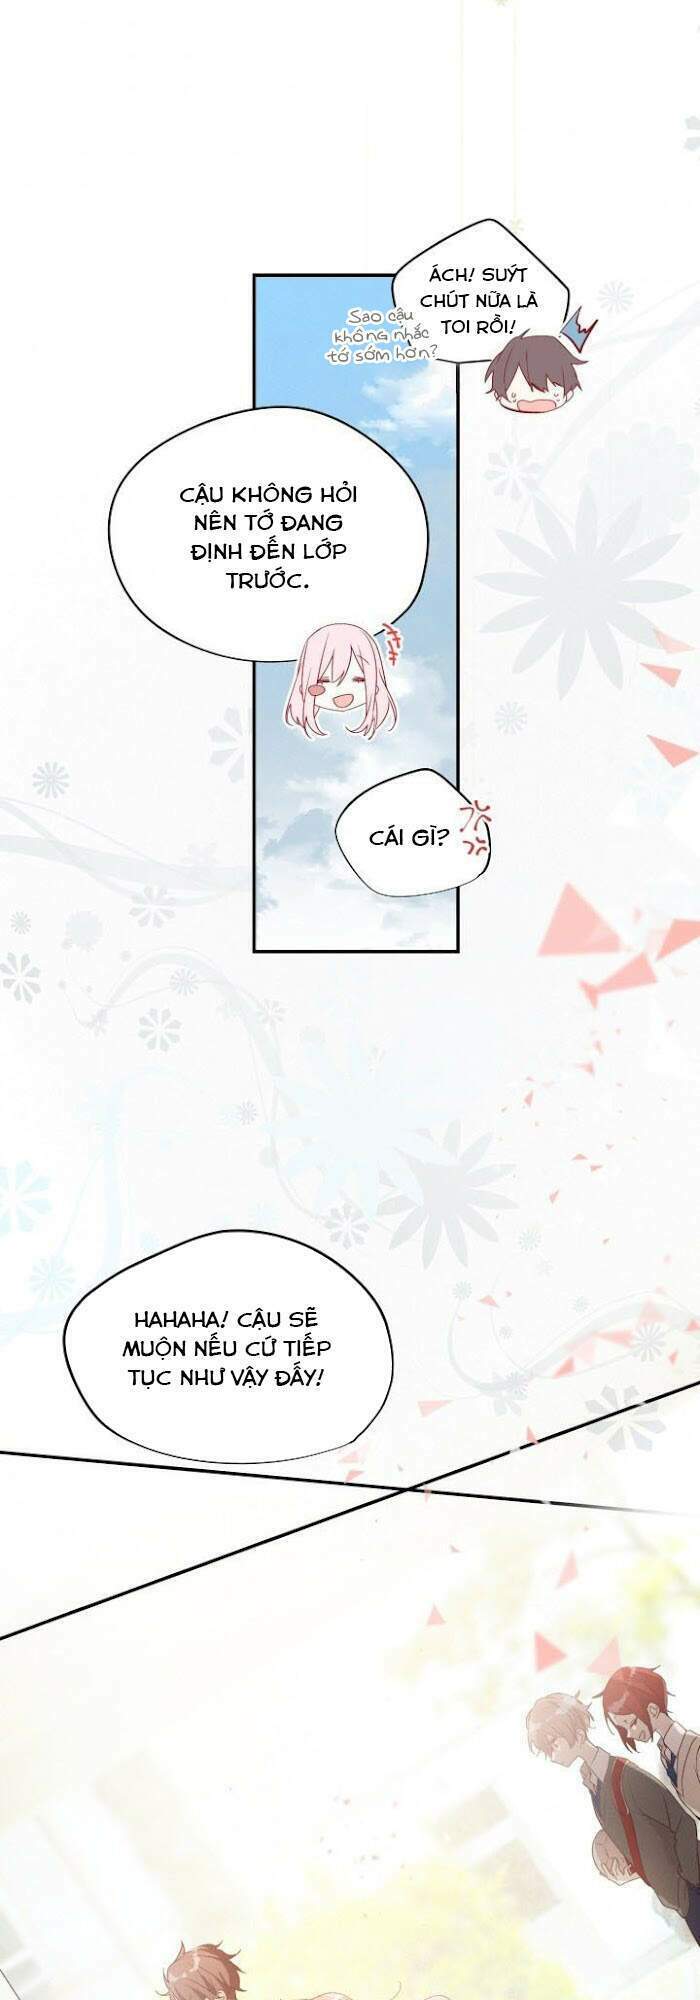 ÁCH! SUÝT
CHÚT NỮA LÀ
TOI RỒI!
Sao cậu
không nhắc
tớ sớm hơn?
CẬU KHÔNG HỎI
NÊN TỚ ĐANG
ĐỊNH ĐẾN LỚP
TRƯỚC.
CÁI GÌ?
HAHAHA! CẬU SẼ
MUỘN NẾU CỨ TIẾP
TỤC NHƯ VẬY ĐẤY!